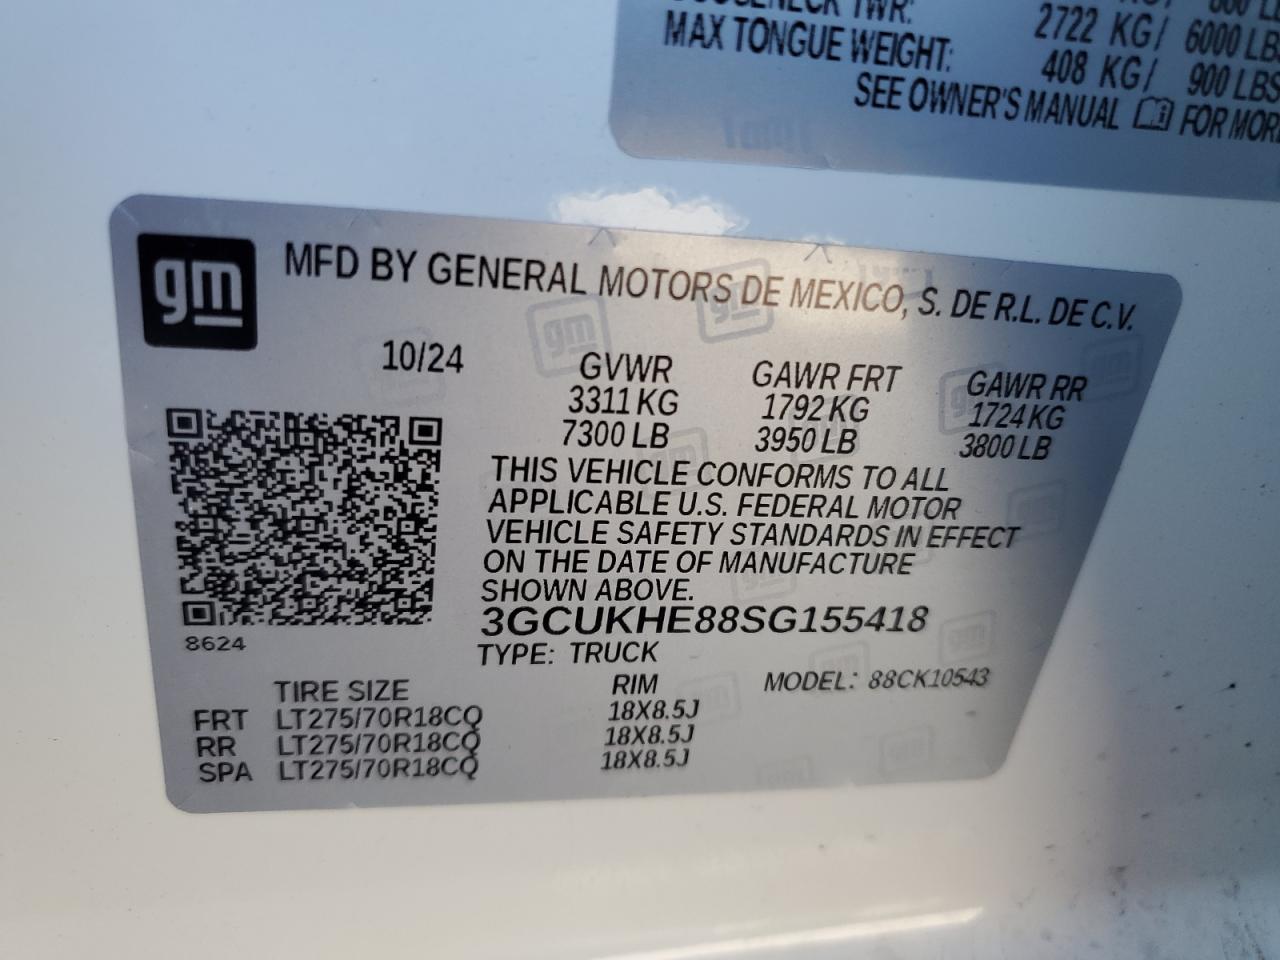 TWR:
2722 KG/ 6000 LBS
MAX TONGUE WEIGHT: 408 KG/ 900 LBS
SEE OWNER'S MANUAL FOR MORE
gm
MFD BY GENERAL MOTORS DE MEXICO, S. DE R.L. DE C.V.
10/24
GVWR GAWR FRT GAWR RR
3311 KG 1792 KG 1724 KG
7300 LB 3950 LB 3800 LB
THIS VEHICLE CONFORMS TO ALL
APPLICABLE U.S. FEDERAL MOTOR
VEHICLE SAFETY STANDARDS IN EFFECT
ON THE DATE OF MANUFACTURE
SHOWN ABOVE.
3GCUKHE88SG155418
8624
TYPE: TRUCK
MODEL: 88CK10543
TIRE SIZE RIM
FRT LT275/70R18CQ 18X8.5J
RR LT275/70R18CQ 18X8.5J
SPA LT275/70R18CQ 18X8.5J